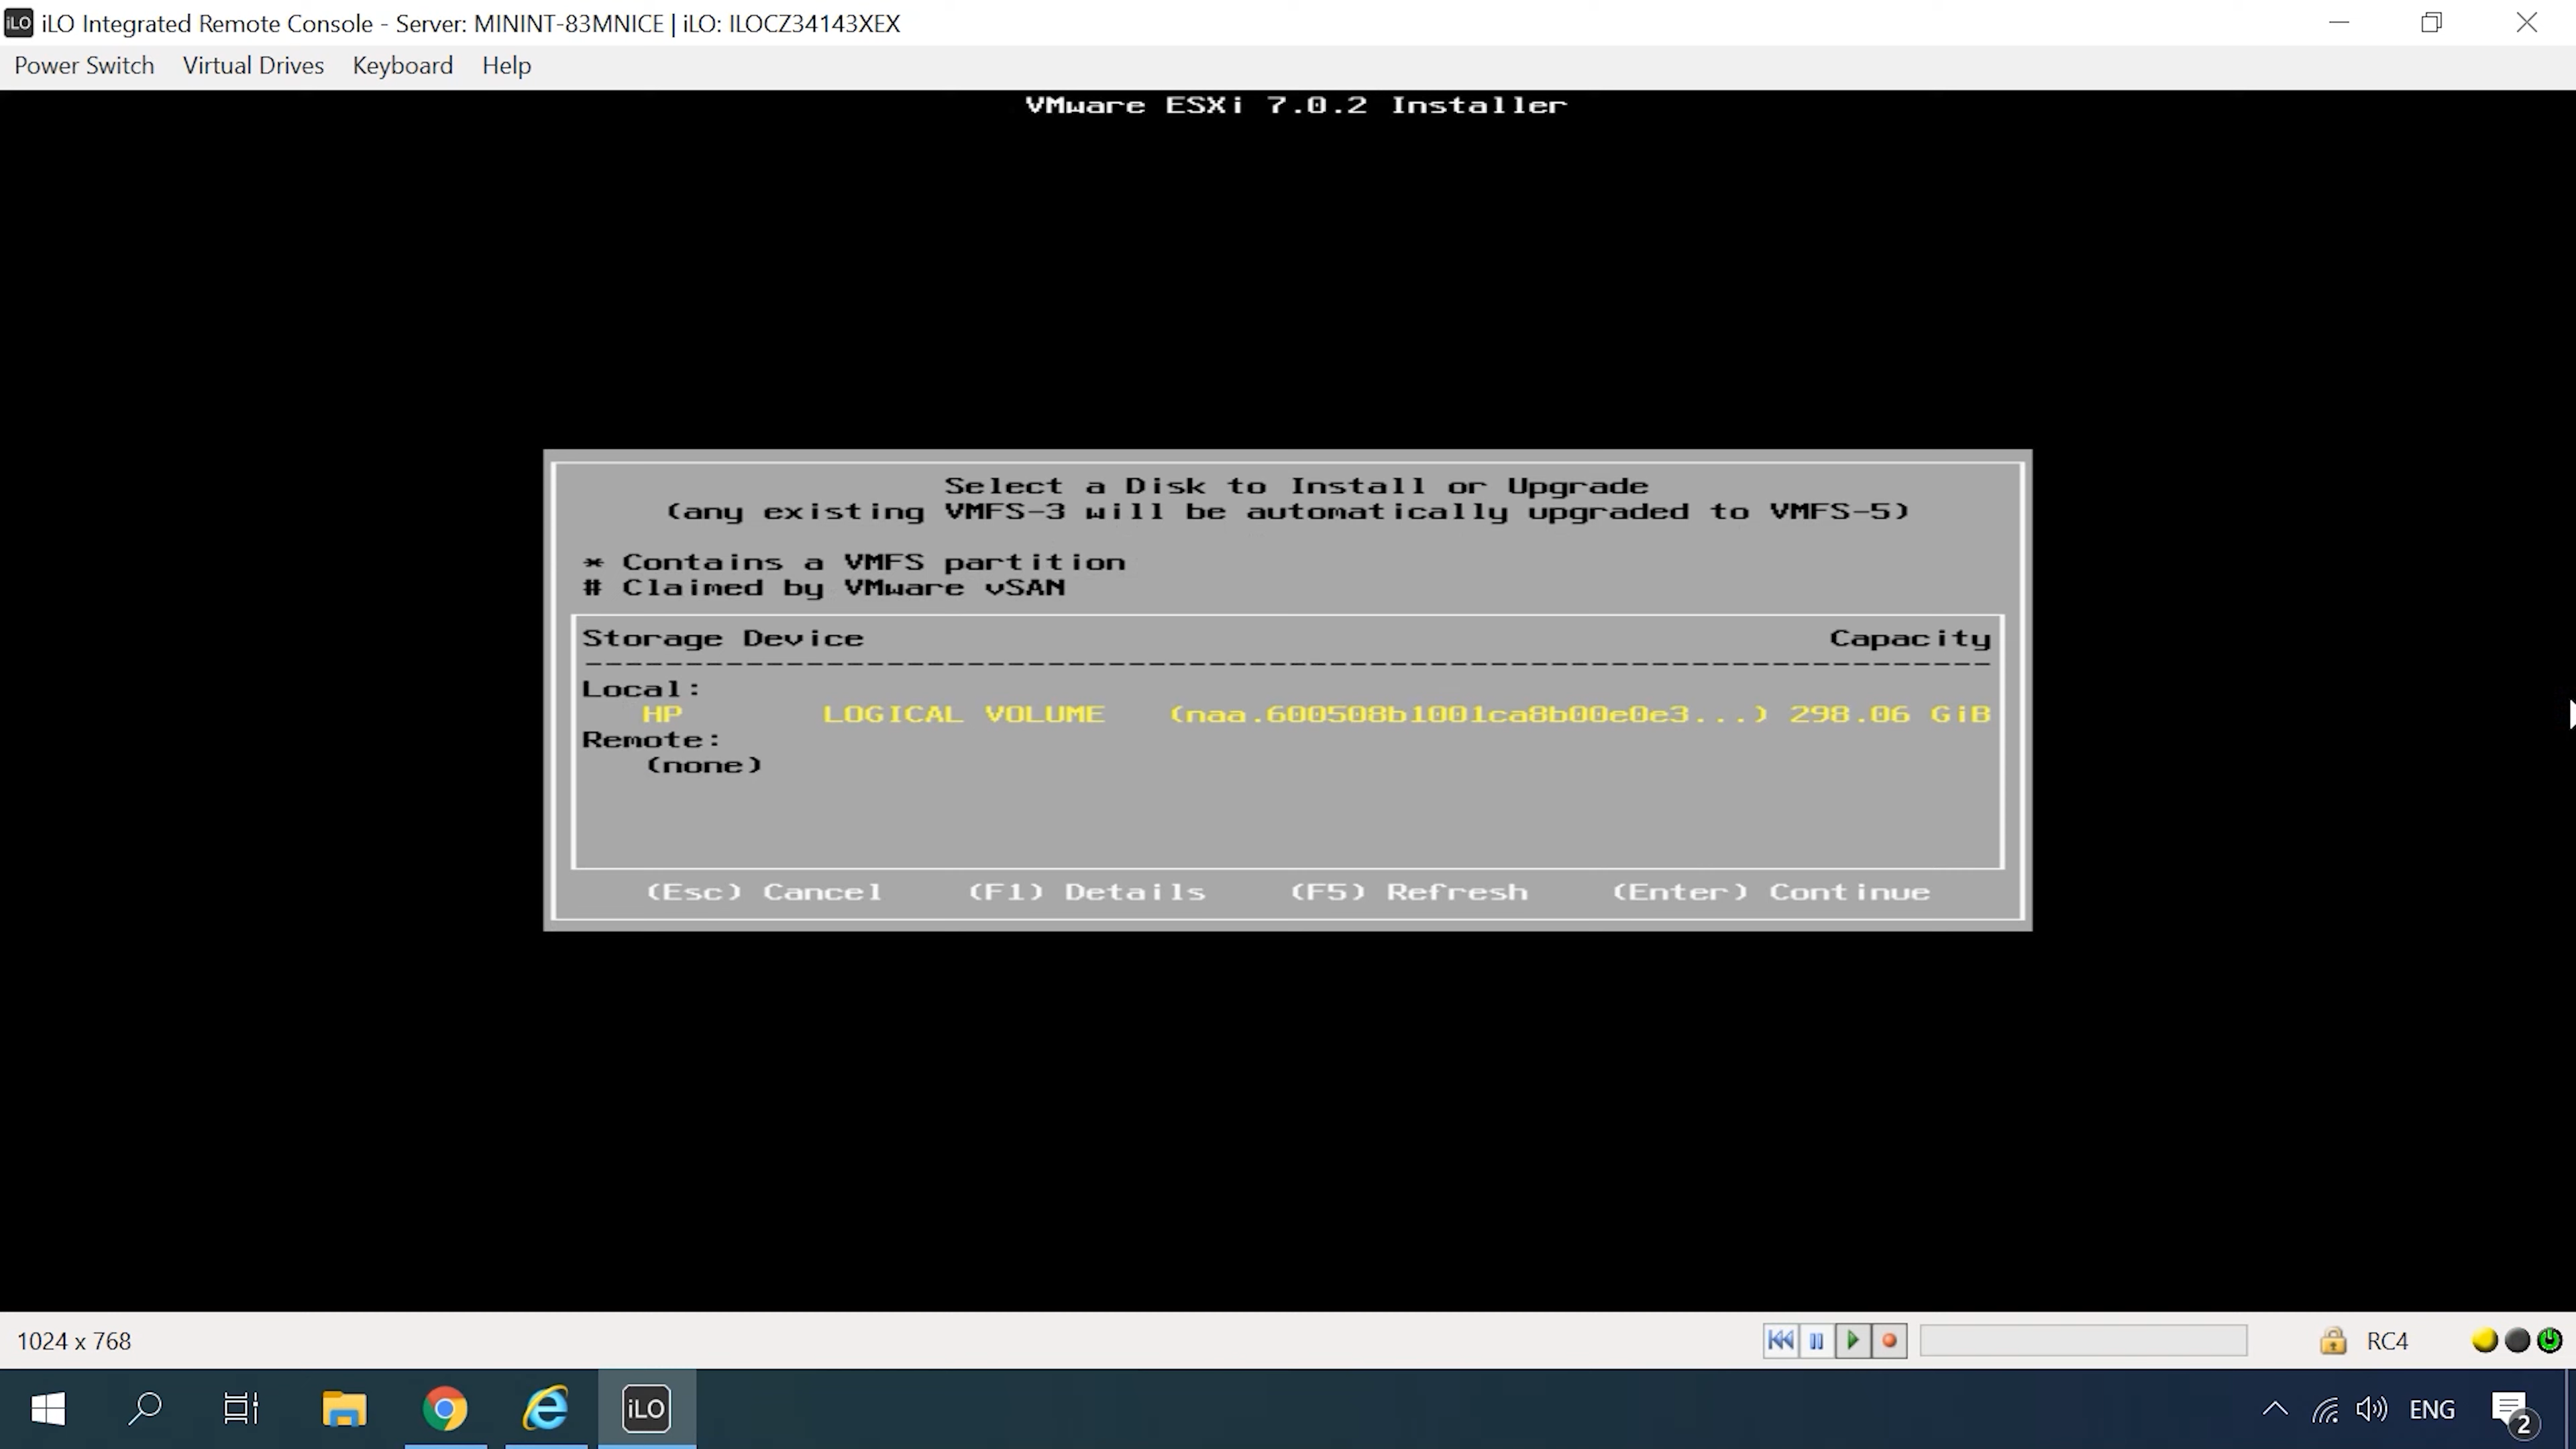 iLO iLO Integrated Remote Console - Server: MININT-83MNICE | iLO: ILOCZ34143XEX
Power Switch Virtual Drives Keyboard Help
VMware ESXi 7.0.2 Installer
Select a Disk to Install or Upgrade
(any existing VMFS-3 will be automatically upgraded to VMFS-5)
* Contains a VMFS partition
# Claimed by VMware vSAN
Storage Device Capacity
--------------------------------------------------------------------------------
Local:
HP LOGICAL VOLUME (naa.600508b1001ca8b00e0e3...) 298.06 GiB
Remote:
(none)
(Esc) Cancel (F1) Details (F5) Refresh (Enter) Continue
1024 x 768 RC4
iLO ENG 2